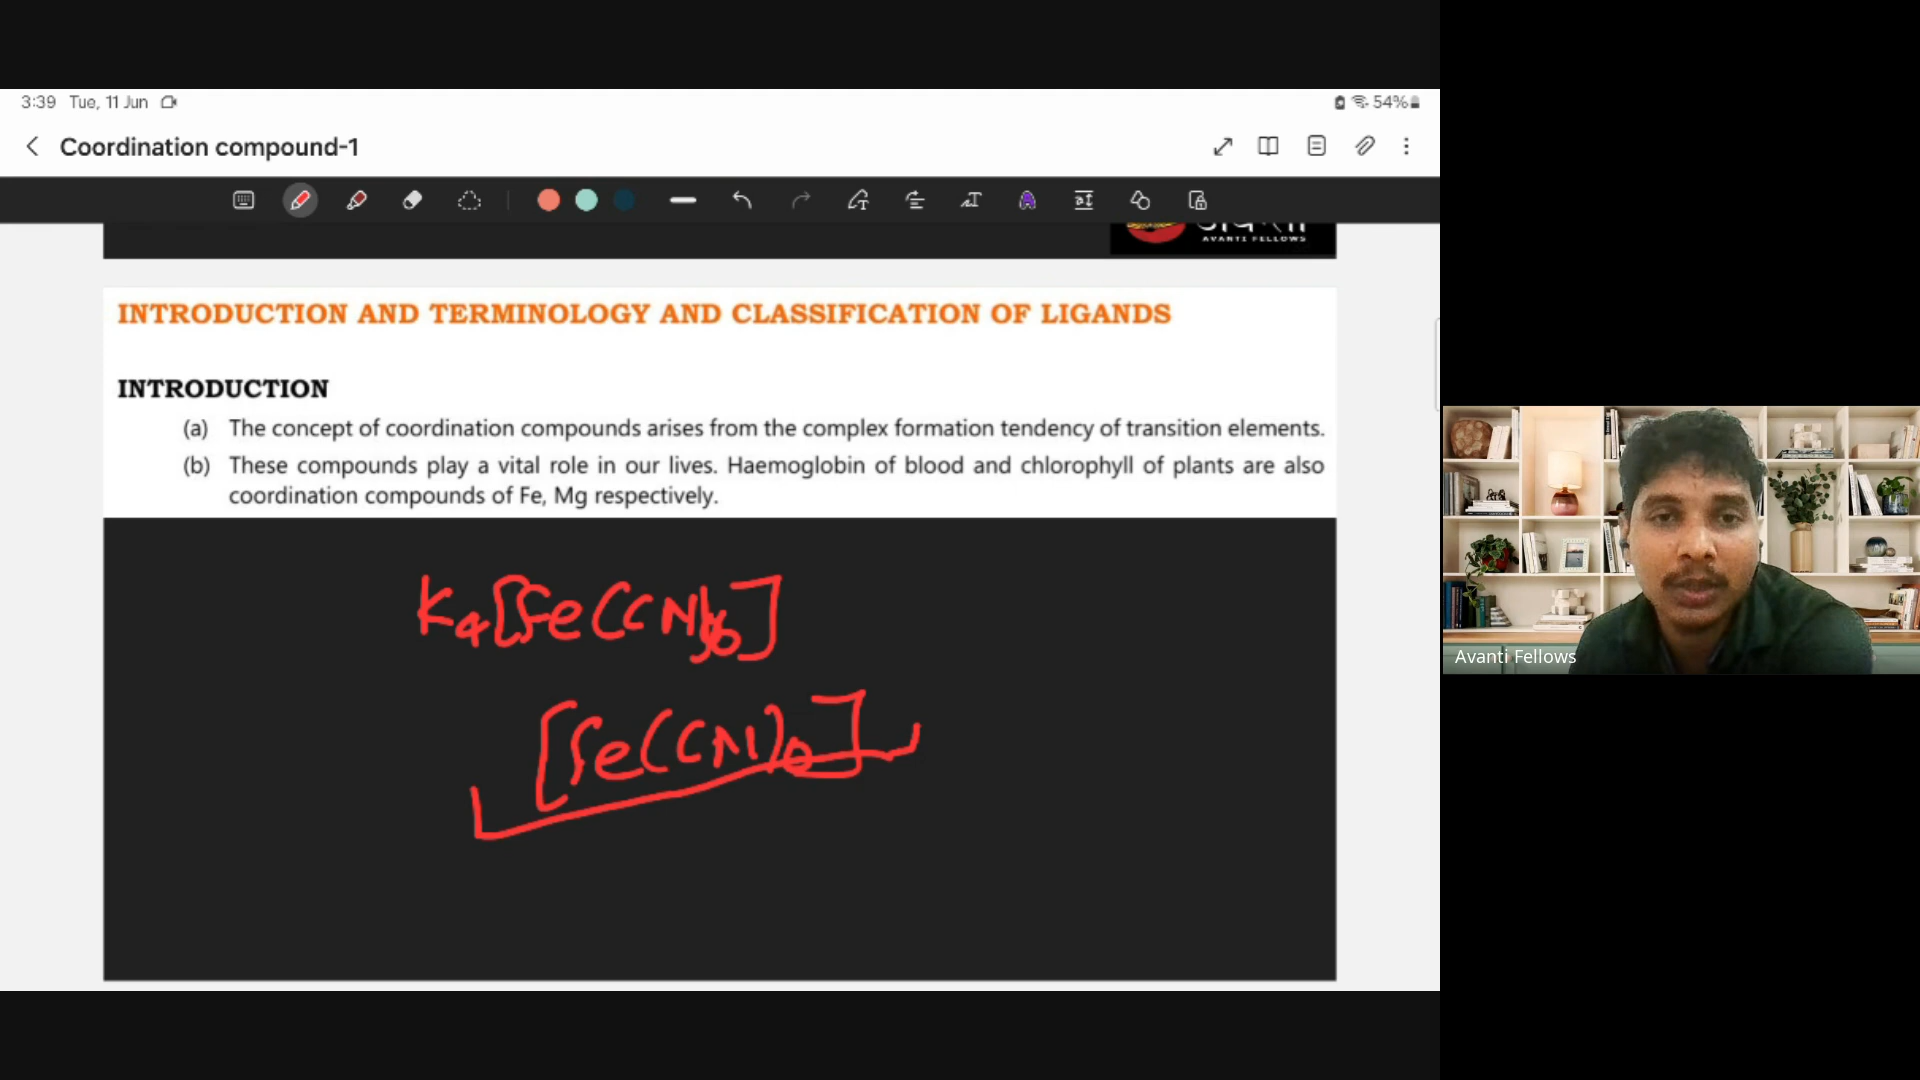 3:39 Tue, 11 Jun
54%
Coordination compound-1
AVANTI FELLOWS
INTRODUCTION AND TERMINOLOGY AND CLASSIFICATION OF LIGANDS
INTRODUCTION
(a) The concept of coordination compounds arises from the complex formation tendency of transition elements.
(b) These compounds play a vital role in our lives. Haemoglobin of blood and chlorophyll of plants are also
coordination compounds of Fe, Mg respectively.
K4[Fe(CN)6]
[Fe(CN)6]
Avanti Fellows